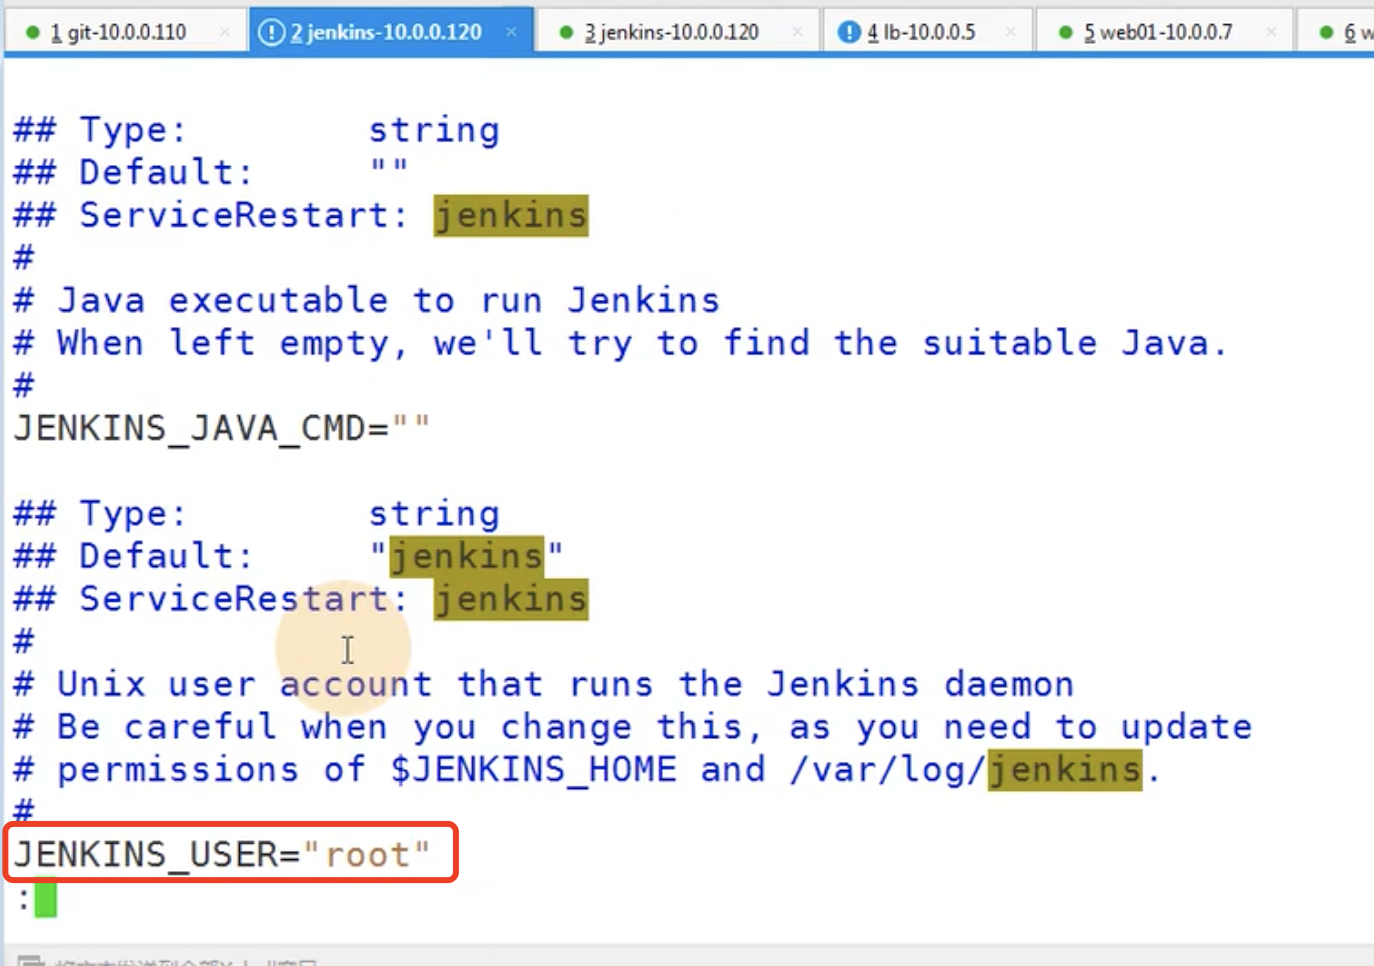 1 git-10.0.0.110 × 2 jenkins-10.0.0.120 × 3 jenkins-10.0.0.120 × 4 lb-10.0.0.5 × 5 web01-10.0.0.7 × 6 w
## Type: string
## Default: ""
## ServiceRestart: jenkins
#
# Java executable to run Jenkins
# When left empty, we'll try to find the suitable Java.
#
JENKINS_JAVA_CMD=""
## Type: string
## Default: "jenkins"
## ServiceRestart: jenkins
#
# Unix user account that runs the Jenkins daemon
# Be careful when you change this, as you need to update
# permissions of $JENKINS_HOME and /var/log/jenkins.
#
JENKINS_USER="root"
: